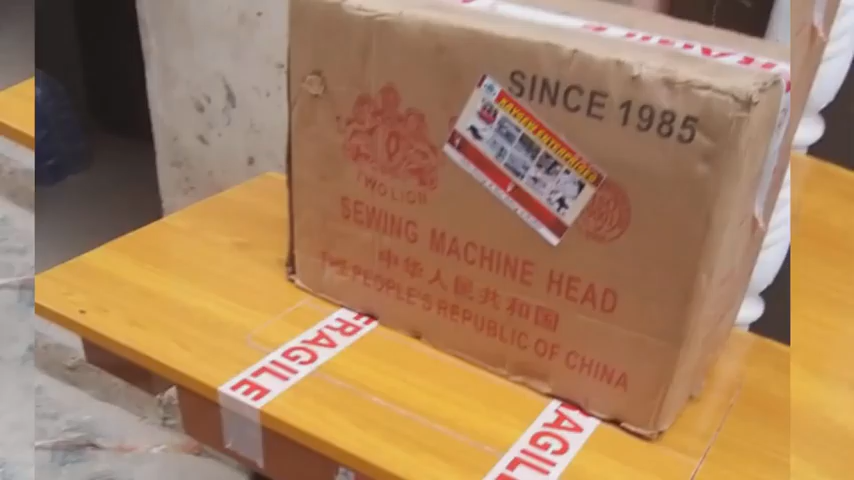 FRAGILE
SINCE 1985
TWO LION
SEWING MACHINE HEAD
中华人民共和国
THE PEOPLE'S REPUBLIC OF CHINA
FRAGILE
FRAGILE